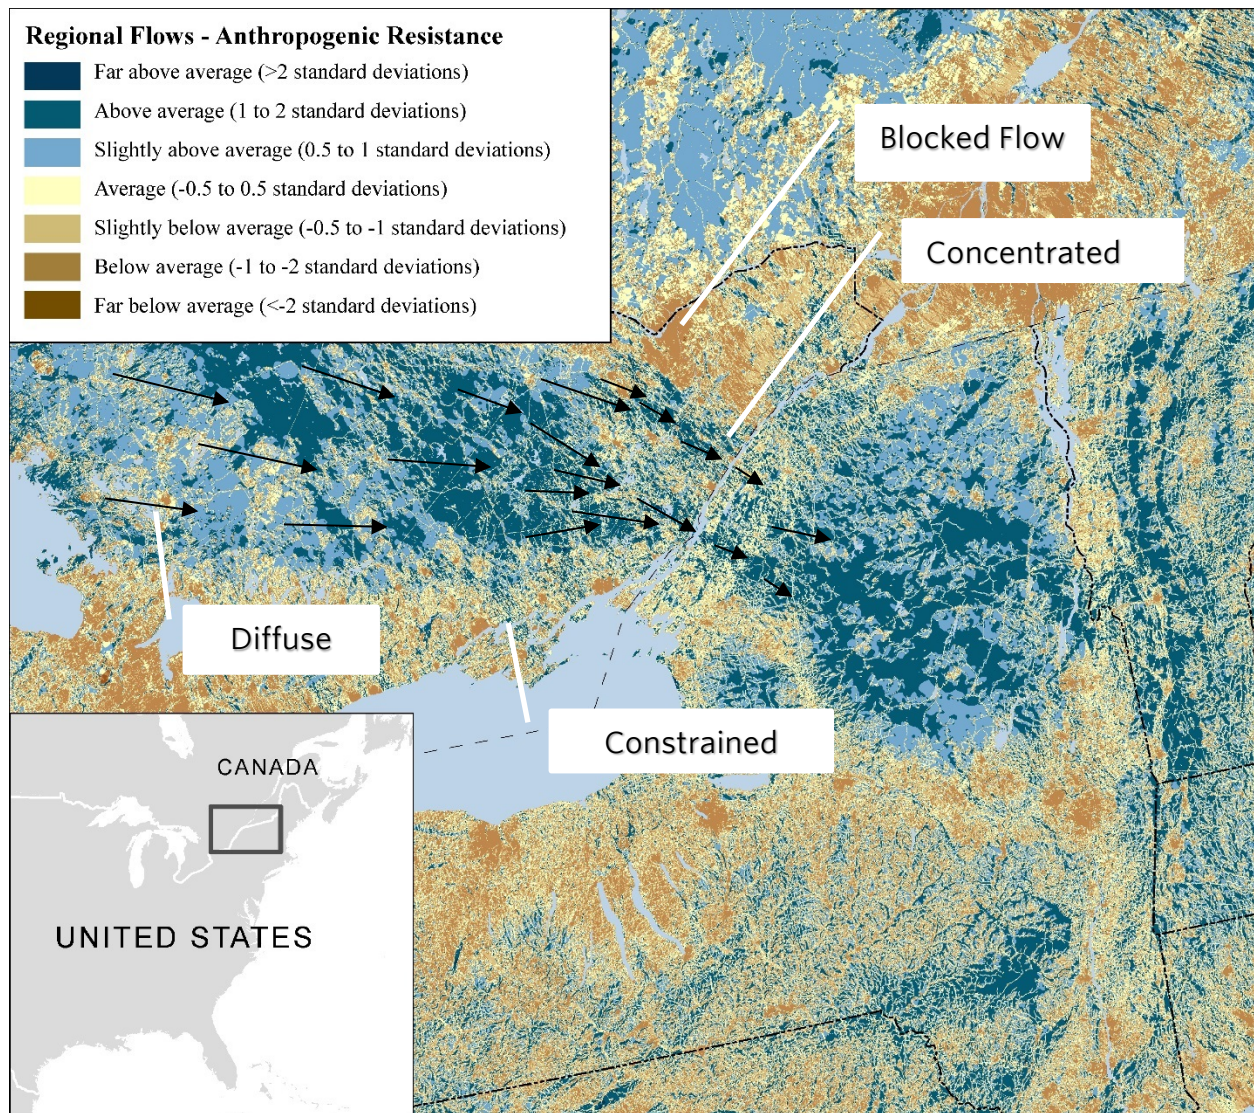 Regional Flows - Anthropogenic Resistance
Far above average (>2 standard deviations)
Above average (1 to 2 standard deviations)
Slightly above average (0.5 to 1 standard deviations)
Average (-0.5 to 0.5 standard deviations)
Slightly below average (-0.5 to -1 standard deviations)
Below average (-1 to -2 standard deviations)
Far below average (<-2 standard deviations)
Blocked Flow
Concentrated
Diffuse
Constrained
CANADA
UNITED STATES